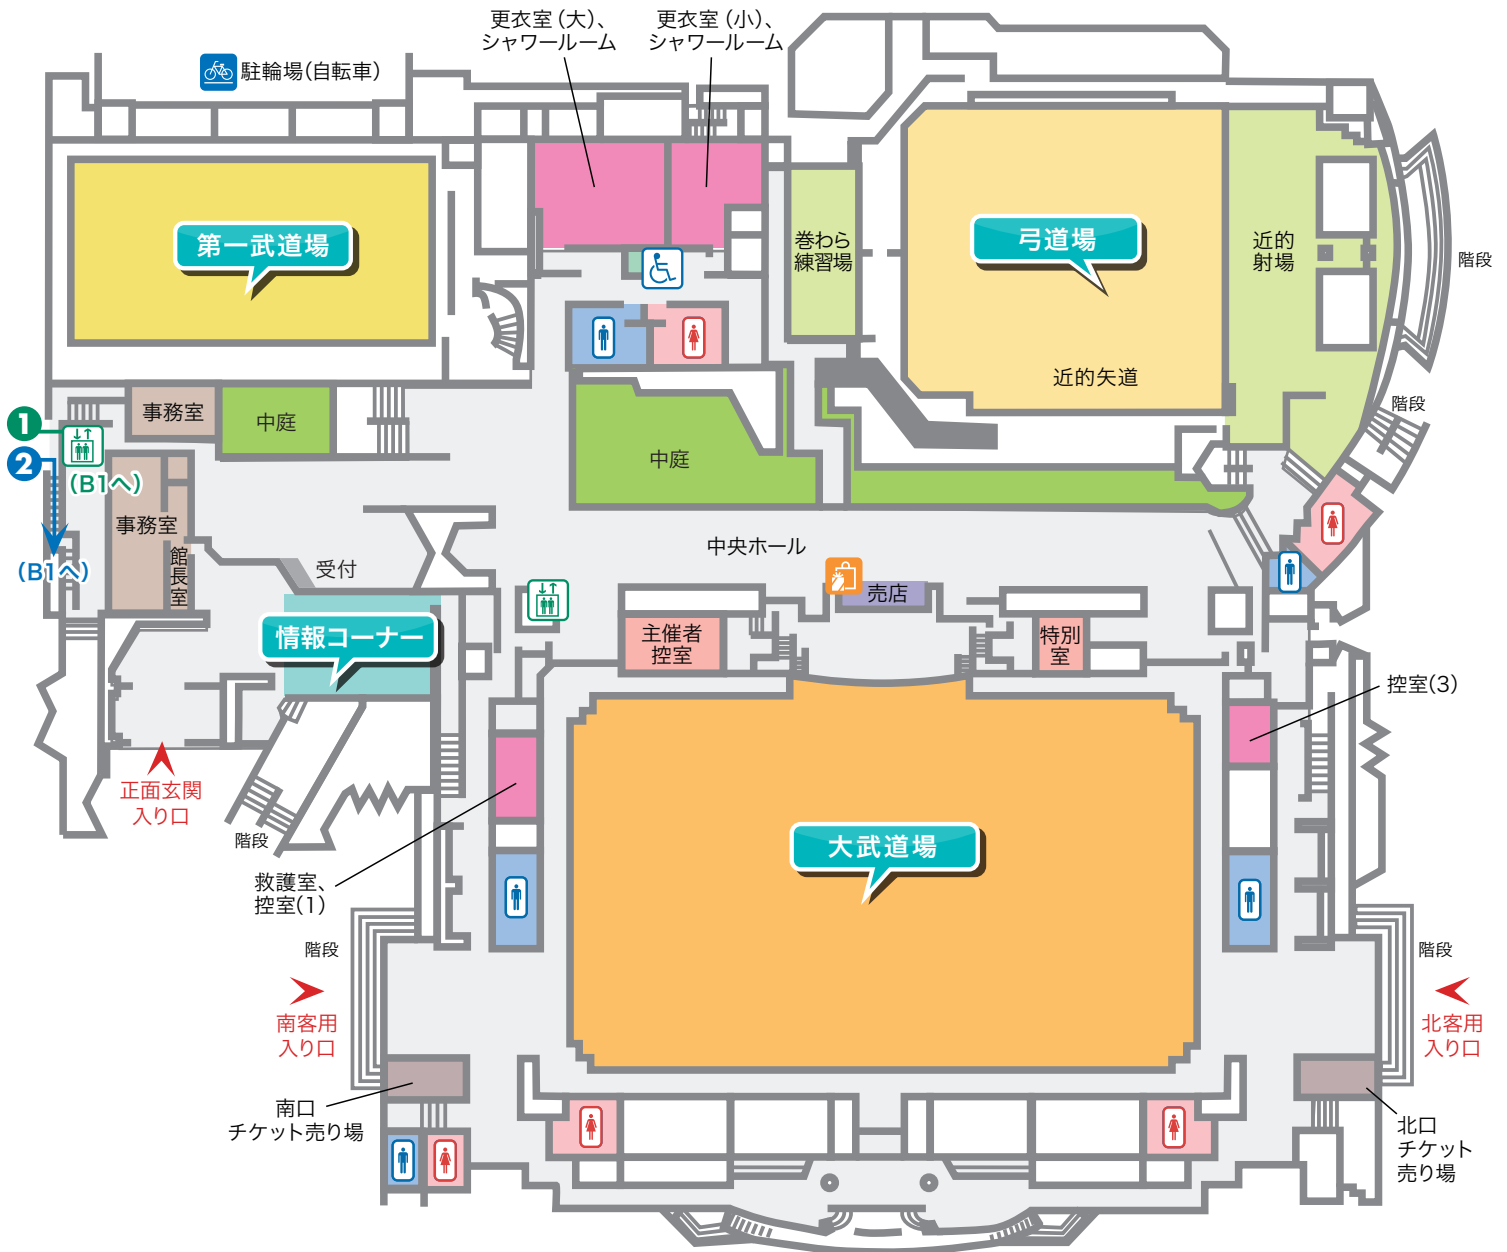 更衣室（大）、
シャワールーム
更衣室（小）、
シャワールーム
駐輪場（自転車）
第一武道場
巻わら
練習場
弓道場
近的
射場
階段
近的矢道
階段
事務室
中庭
中庭
1
2
(B1へ)
事務室
館長室
(B1へ)
受付
中央ホール
売店
情報コーナー
主催者
控室
特別
室
控室(3)
正面玄関
入り口
階段
大武道場
救護室、
控室(1)
階段
階段
南客用
入り口
北客用
入り口
南口
チケット売り場
北口
チケット
売り場